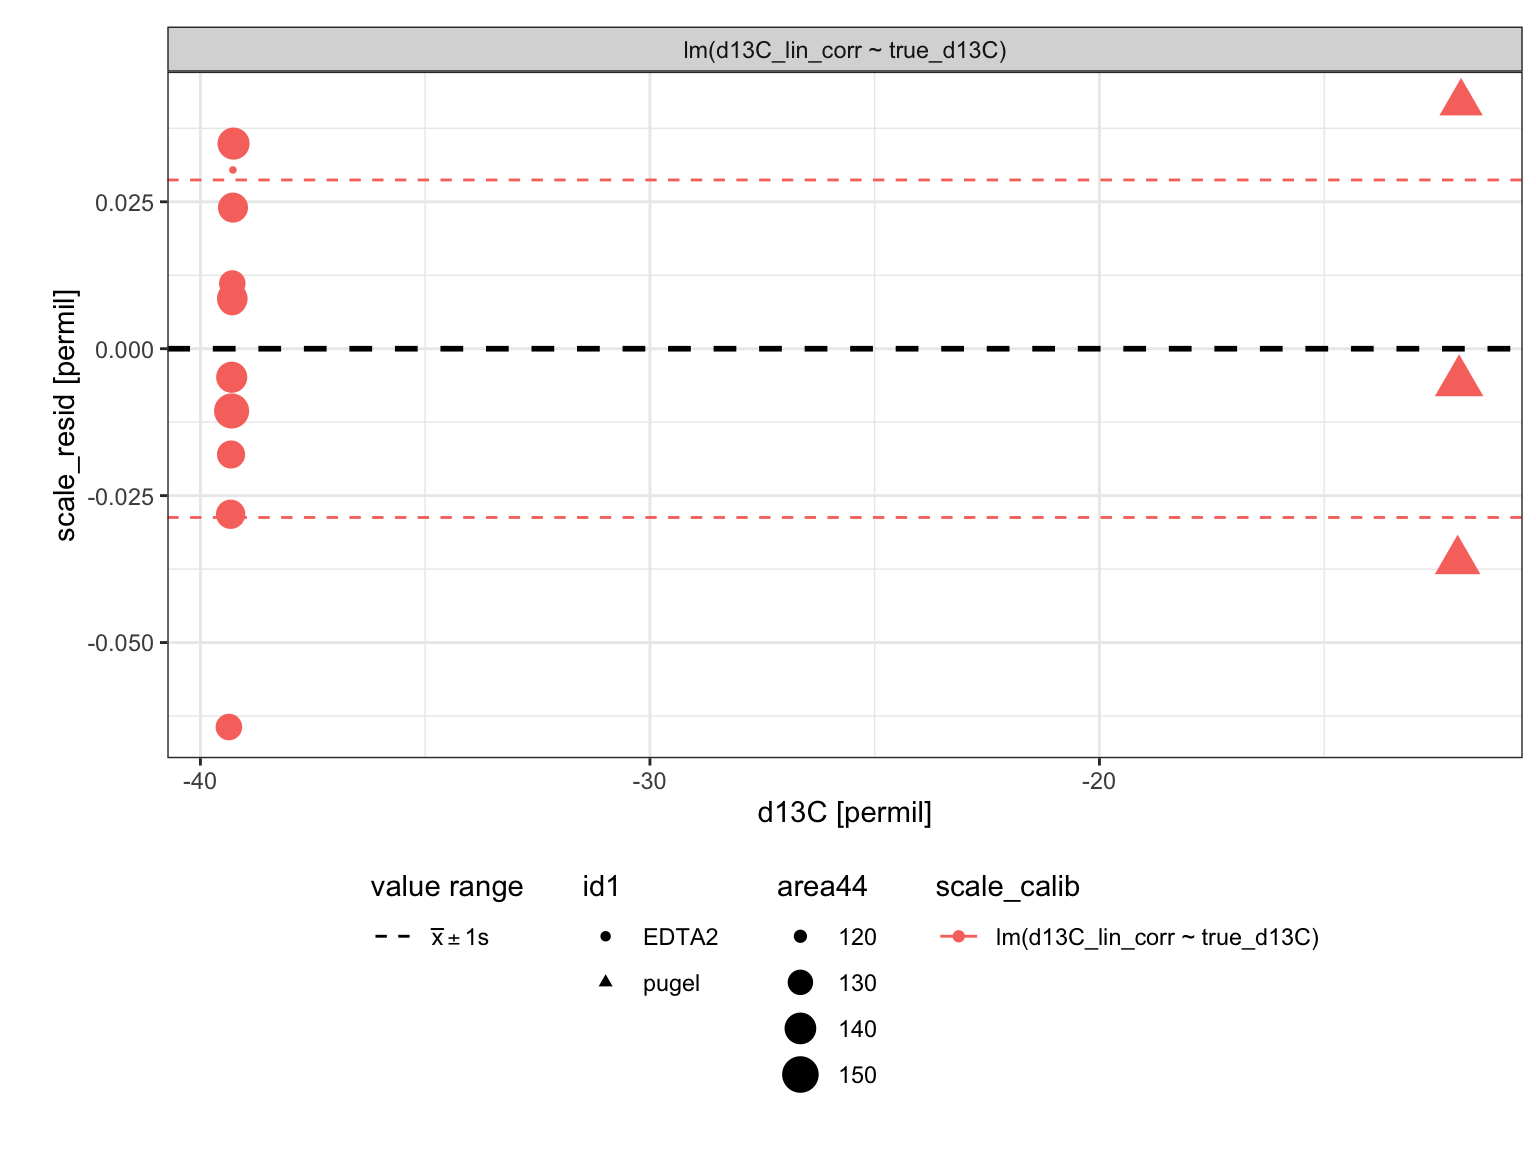 lm(d13C_lin_corr ~ true_d13C)
scale_resid [permil]
0.025
0.000
-0.025
-0.050
-40 -30 -20
d13C [permil]
value range
x̅ ± 1s
id1
EDTA2
pugel
area44
120
130
140
150
scale_calib
lm(d13C_lin_corr ~ true_d13C)